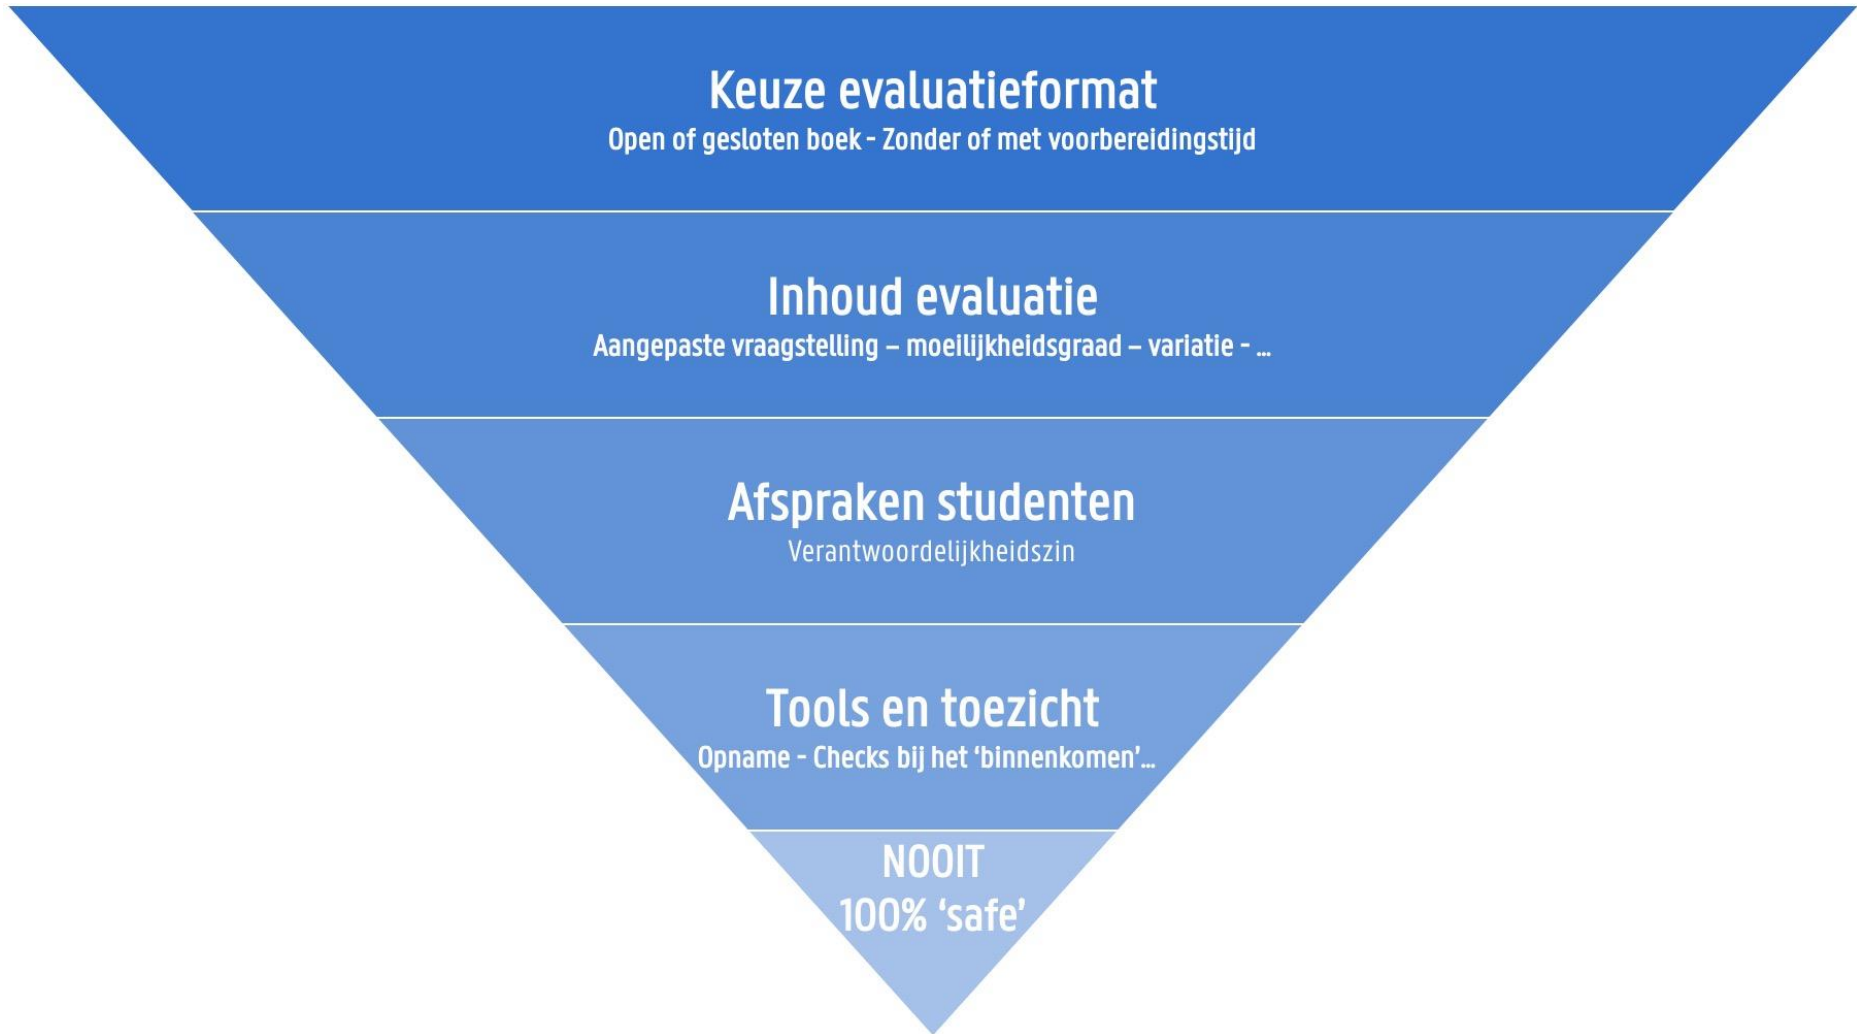 Keuze evaluatieformat
Open of gesloten boek - Zonder of met voorbereidingstijd
Inhoud evaluatie
Aangepaste vraagstelling – moeilijkheidsgraad – variatie - ...
Afspraken studenten
Verantwoordelijkheidszin
Tools en toezicht
Opname - Checks bij het ‘binnenkomen’...
NOOIT
100% ‘safe’